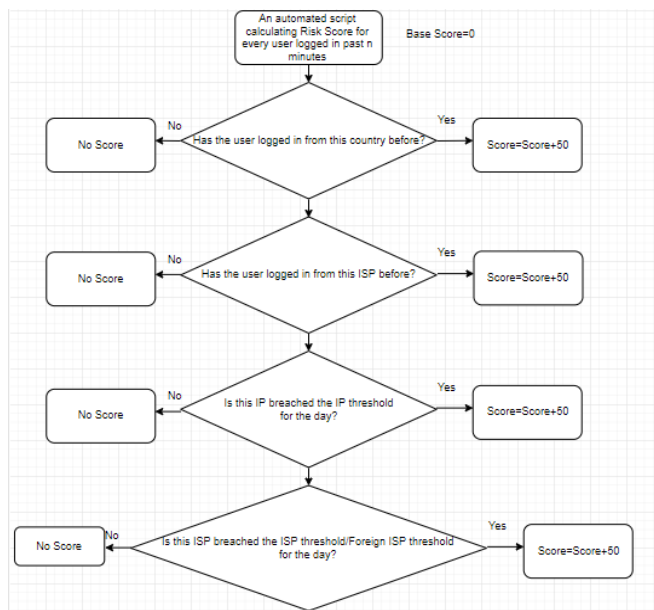 An automated script
calculating Risk Score for
every user logged in past n
minutes
Base Score=0
No
Yes
No Score
Has the user logged in from this country before?
Score=Score+50
No
Yes
No Score
Has the user logged in from this ISP before?
Score=Score+50
No
Yes
No Score
Is this IP breached the IP threshold
for the day?
Score=Score+50
No
Yes
No Score
Is this ISP breached the ISP threshold/Foreign ISP threshold
for the day?
Score=Score+50